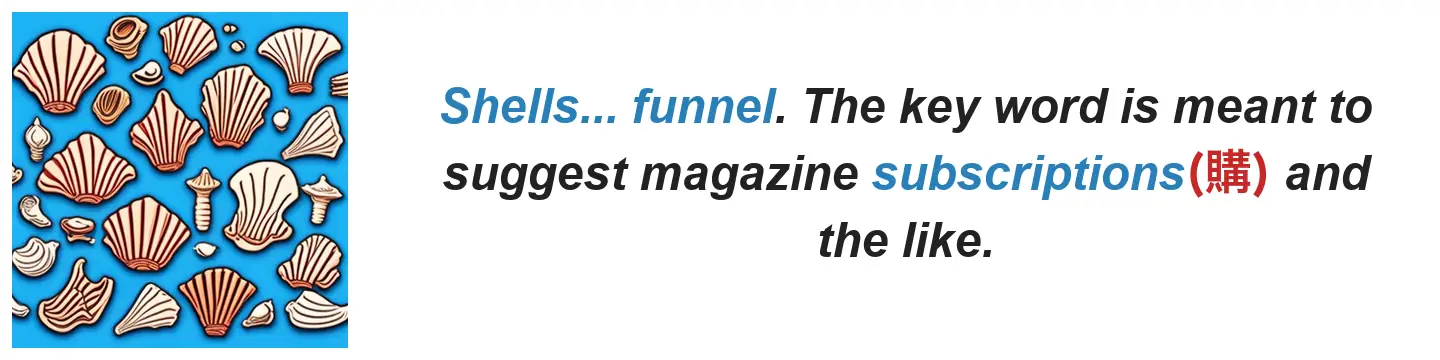 Shells... funnel. The key word is meant to
suggest magazine subscriptions(購) and
the like.